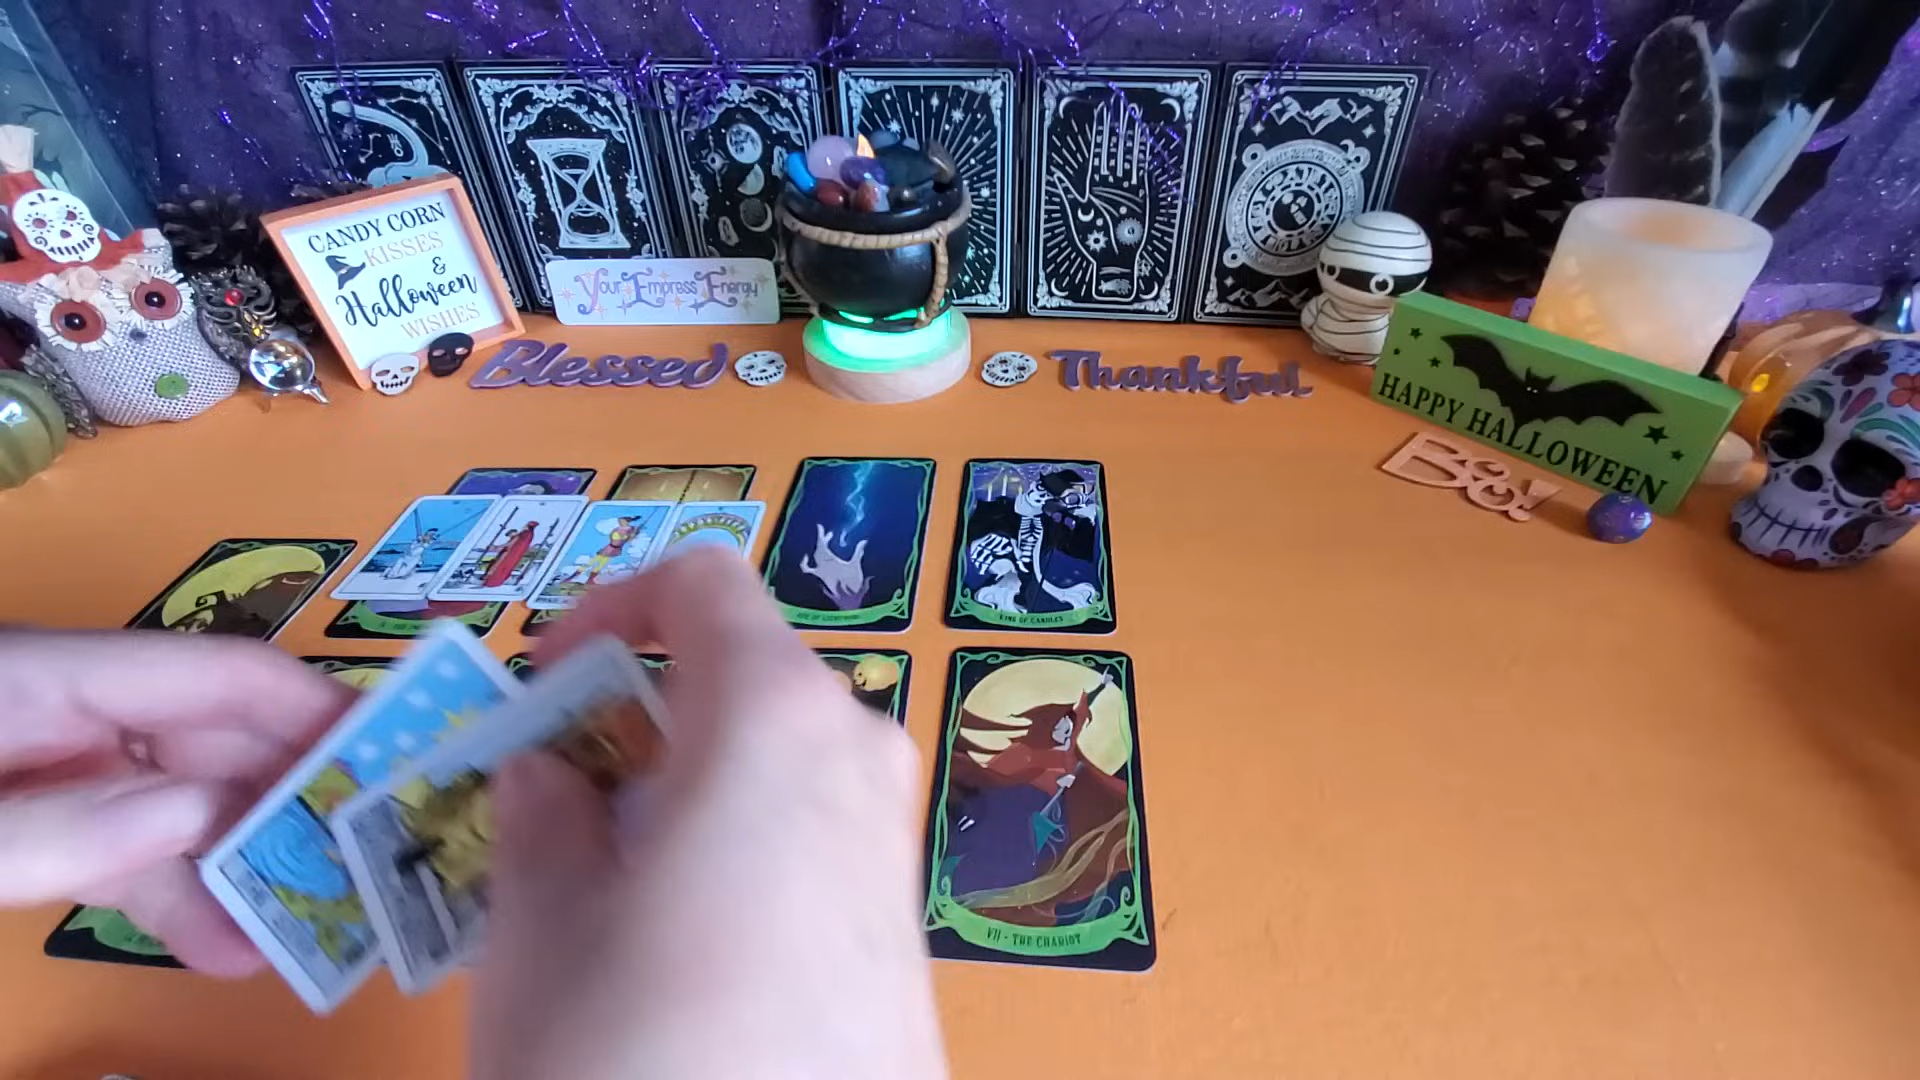 CANDY CORN
KISSES
&
Halloween
WISHES
Your Empress Energy
Blessed
Thankful
HAPPY HALLOWEEN
BOO!
KING OF CANDLES
VII - THE CHARIOT